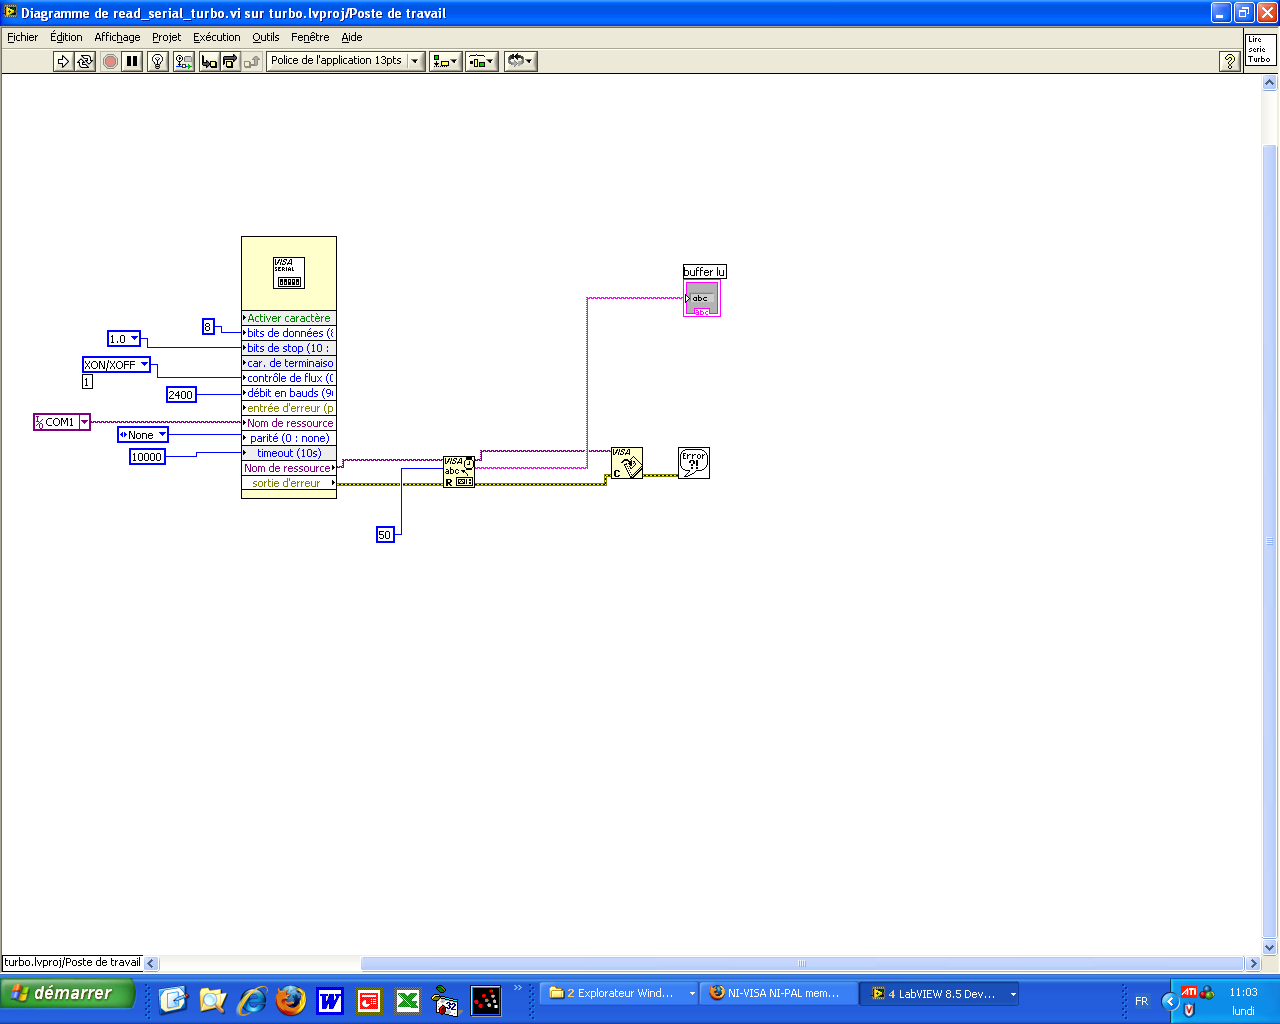 Diagramme de read_serial_turbo.vi sur turbo.lvproj/Poste de travail
Fichier Édition Affichage Projet Exécution Outils Fenêtre Aide
Police de l'application 13pts
Lire
serie
Turbo
VISA
SERIAL
buffer lu
abc
abc
Activer caractère
8
bits de données (8
1.0
bits de stop (10 :
car. de terminaiso
XON/XOFF
1
contrôle de flux (0
2400
débit en bauds (96
entrée d'erreur (p
COM1
Nom de ressource
None
parité (0 : none)
10000
timeout (10s)
Nom de ressource
sortie d'erreur
VISA
abc
R
VISA
C
Error
?!
50
turbo.lvproj/Poste de travail
démarrer
2 Explorateur Wind...
NI-VISA NI-PAL mem...
4 LabVIEW 8.5 Dev...
FR
ATI
11:03
lundi